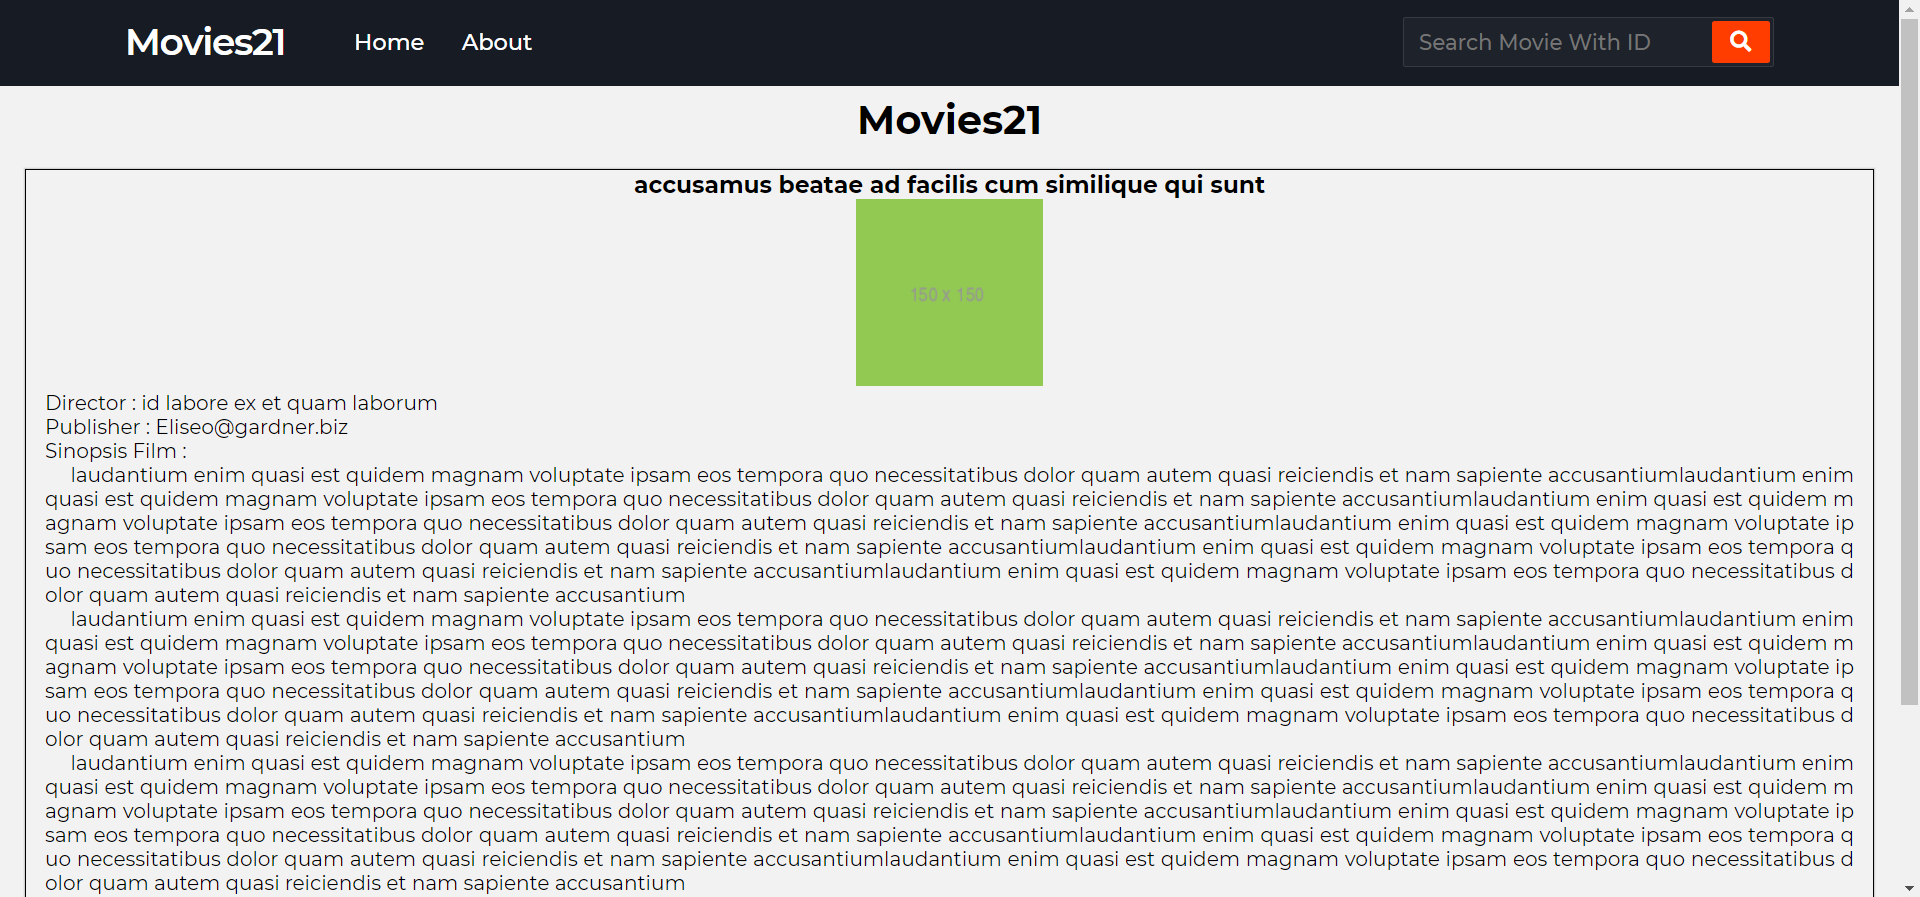 Movies21 Home About Search Movie With ID
Movies21
accusamus beatae ad facilis cum similique qui sunt
150 x 150
Director : id labore ex et quam laborum
Publisher : Eliseo@gardner.biz
Sinopsis Film :
laudantium enim quasi est quidem magnam voluptate ipsam eos tempora quo necessitatibus dolor quam autem quasi reiciendis et nam sapiente accusantiumlaudantium enim
quasi est quidem magnam voluptate ipsam eos tempora quo necessitatibus dolor quam autem quasi reiciendis et nam sapiente accusantiumlaudantium enim quasi est quidem m
agnam voluptate ipsam eos tempora quo necessitatibus dolor quam autem quasi reiciendis et nam sapiente accusantiumlaudantium enim quasi est quidem magnam voluptate ip
sam eos tempora quo necessitatibus dolor quam autem quasi reiciendis et nam sapiente accusantiumlaudantium enim quasi est quidem magnam voluptate ipsam eos tempora q
uo necessitatibus dolor quam autem quasi reiciendis et nam sapiente accusantiumlaudantium enim quasi est quidem magnam voluptate ipsam eos tempora quo necessitatibus d
olor quam autem quasi reiciendis et nam sapiente accusantium
laudantium enim quasi est quidem magnam voluptate ipsam eos tempora quo necessitatibus dolor quam autem quasi reiciendis et nam sapiente accusantiumlaudantium enim
quasi est quidem magnam voluptate ipsam eos tempora quo necessitatibus dolor quam autem quasi reiciendis et nam sapiente accusantiumlaudantium enim quasi est quidem m
agnam voluptate ipsam eos tempora quo necessitatibus dolor quam autem quasi reiciendis et nam sapiente accusantiumlaudantium enim quasi est quidem magnam voluptate ip
sam eos tempora quo necessitatibus dolor quam autem quasi reiciendis et nam sapiente accusantiumlaudantium enim quasi est quidem magnam voluptate ipsam eos tempora q
uo necessitatibus dolor quam autem quasi reiciendis et nam sapiente accusantiumlaudantium enim quasi est quidem magnam voluptate ipsam eos tempora quo necessitatibus d
olor quam autem quasi reiciendis et nam sapiente accusantium
laudantium enim quasi est quidem magnam voluptate ipsam eos tempora quo necessitatibus dolor quam autem quasi reiciendis et nam sapiente accusantiumlaudantium enim
quasi est quidem magnam voluptate ipsam eos tempora quo necessitatibus dolor quam autem quasi reiciendis et nam sapiente accusantiumlaudantium enim quasi est quidem m
agnam voluptate ipsam eos tempora quo necessitatibus dolor quam autem quasi reiciendis et nam sapiente accusantiumlaudantium enim quasi est quidem magnam voluptate ip
sam eos tempora quo necessitatibus dolor quam autem quasi reiciendis et nam sapiente accusantiumlaudantium enim quasi est quidem magnam voluptate ipsam eos tempora q
uo necessitatibus dolor quam autem quasi reiciendis et nam sapiente accusantiumlaudantium enim quasi est quidem magnam voluptate ipsam eos tempora quo necessitatibus d
olor quam autem quasi reiciendis et nam sapiente accusantium